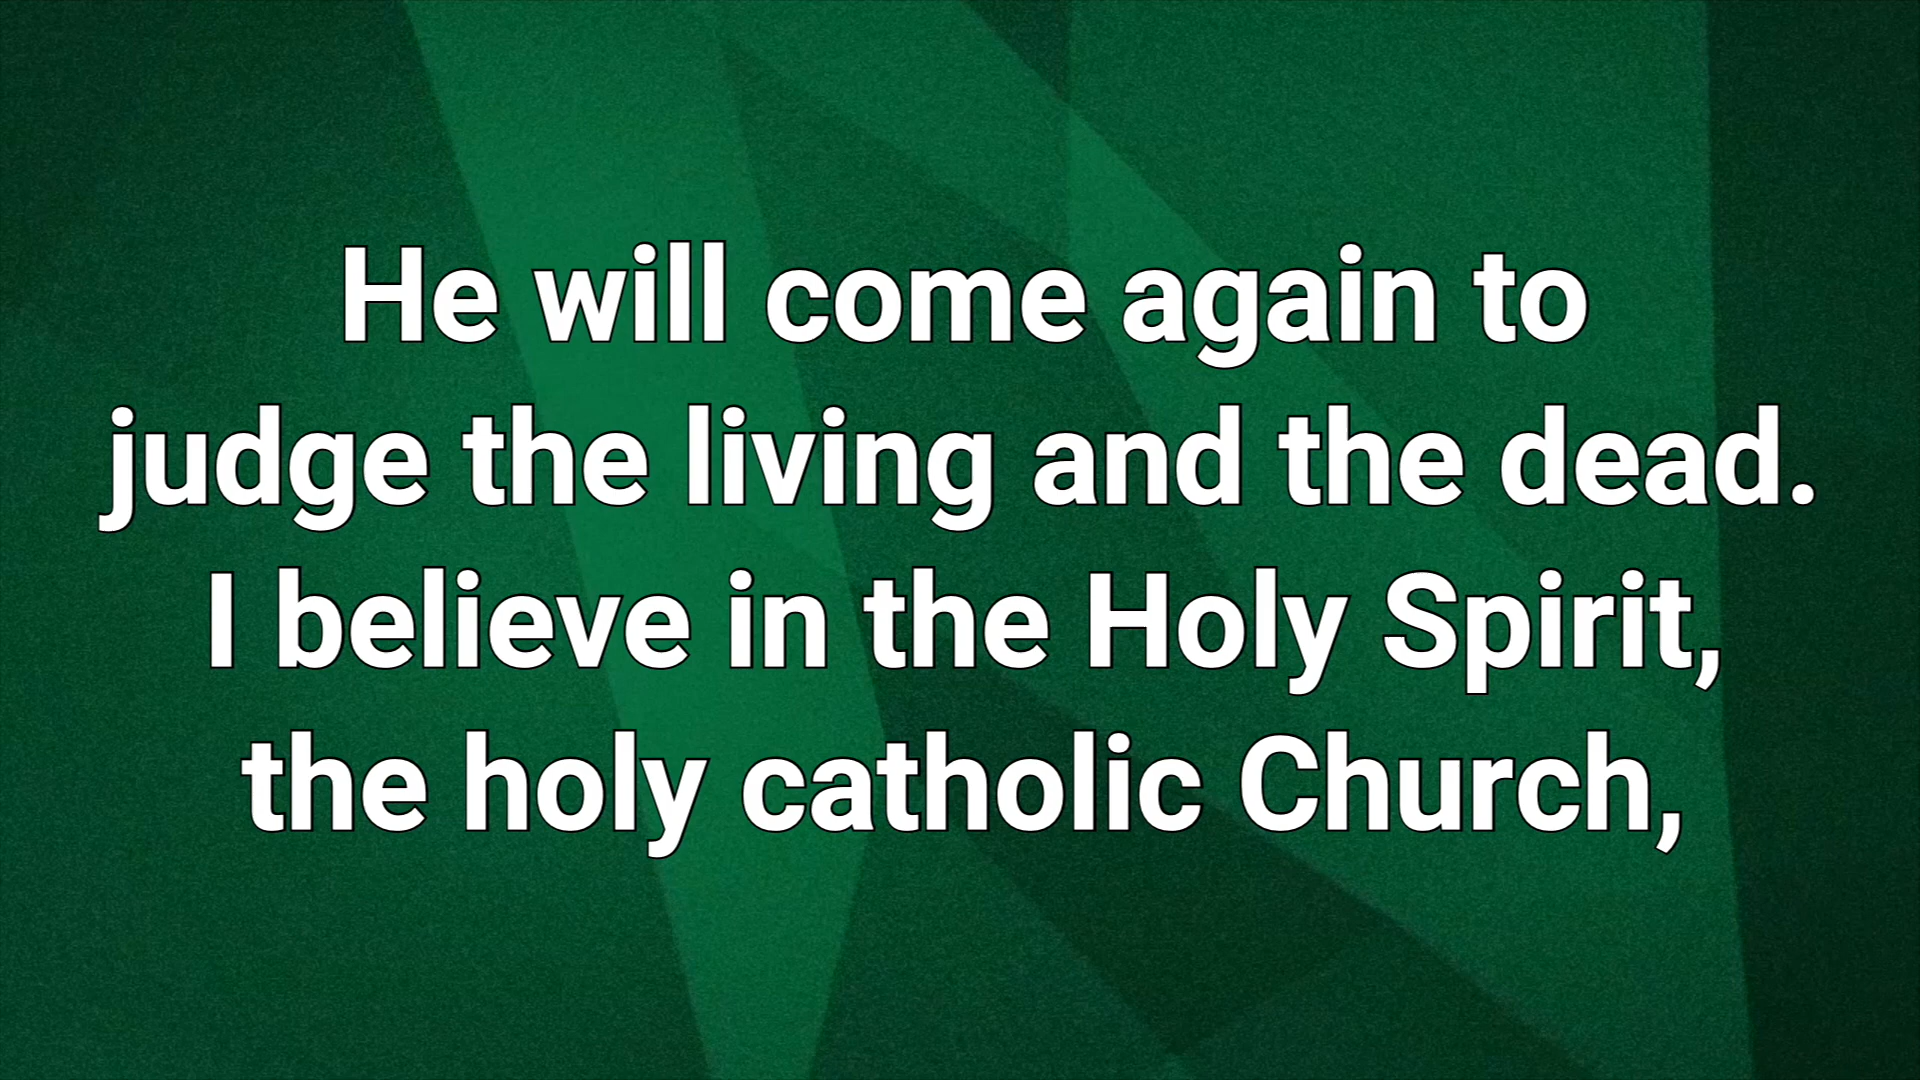 He will come again to
judge the living and the dead.
I believe in the Holy Spirit,
the holy catholic Church,